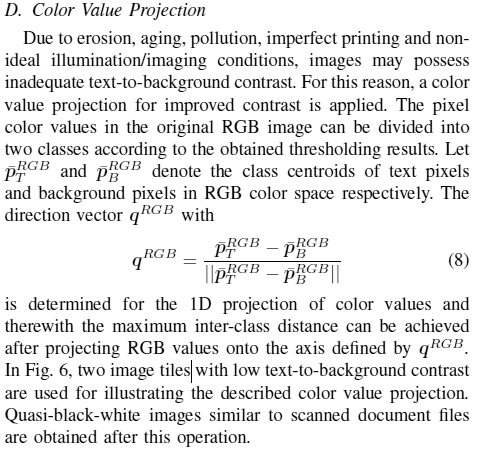 D. Color Value Projection
Due to erosion, aging, pollution, imperfect printing and non-
ideal illumination/imaging conditions, images may possess
inadequate text-to-background contrast. For this reason, a color
value projection for improved contrast is applied. The pixel
color values in the original RGB image can be divided into
two classes according to the obtained thresholding results. Let
p̄_T^{RGB} and p̄_B^{RGB} denote the class centroids of text pixels
and background pixels in RGB color space respectively. The
direction vector q^{RGB} with
q^{RGB} = \frac{p̄_T^{RGB} − p̄_B^{RGB}}{||p̄_T^{RGB} − p̄_B^{RGB}||} (8)
is determined for the 1D projection of color values and
therewith the maximum inter-class distance can be achieved
after projecting RGB values onto the axis defined by q^{RGB}.
In Fig. 6, two image tiles with low text-to-background contrast
are used for illustrating the described color value projection.
Quasi-black-white images similar to scanned document files
are obtained after this operation.